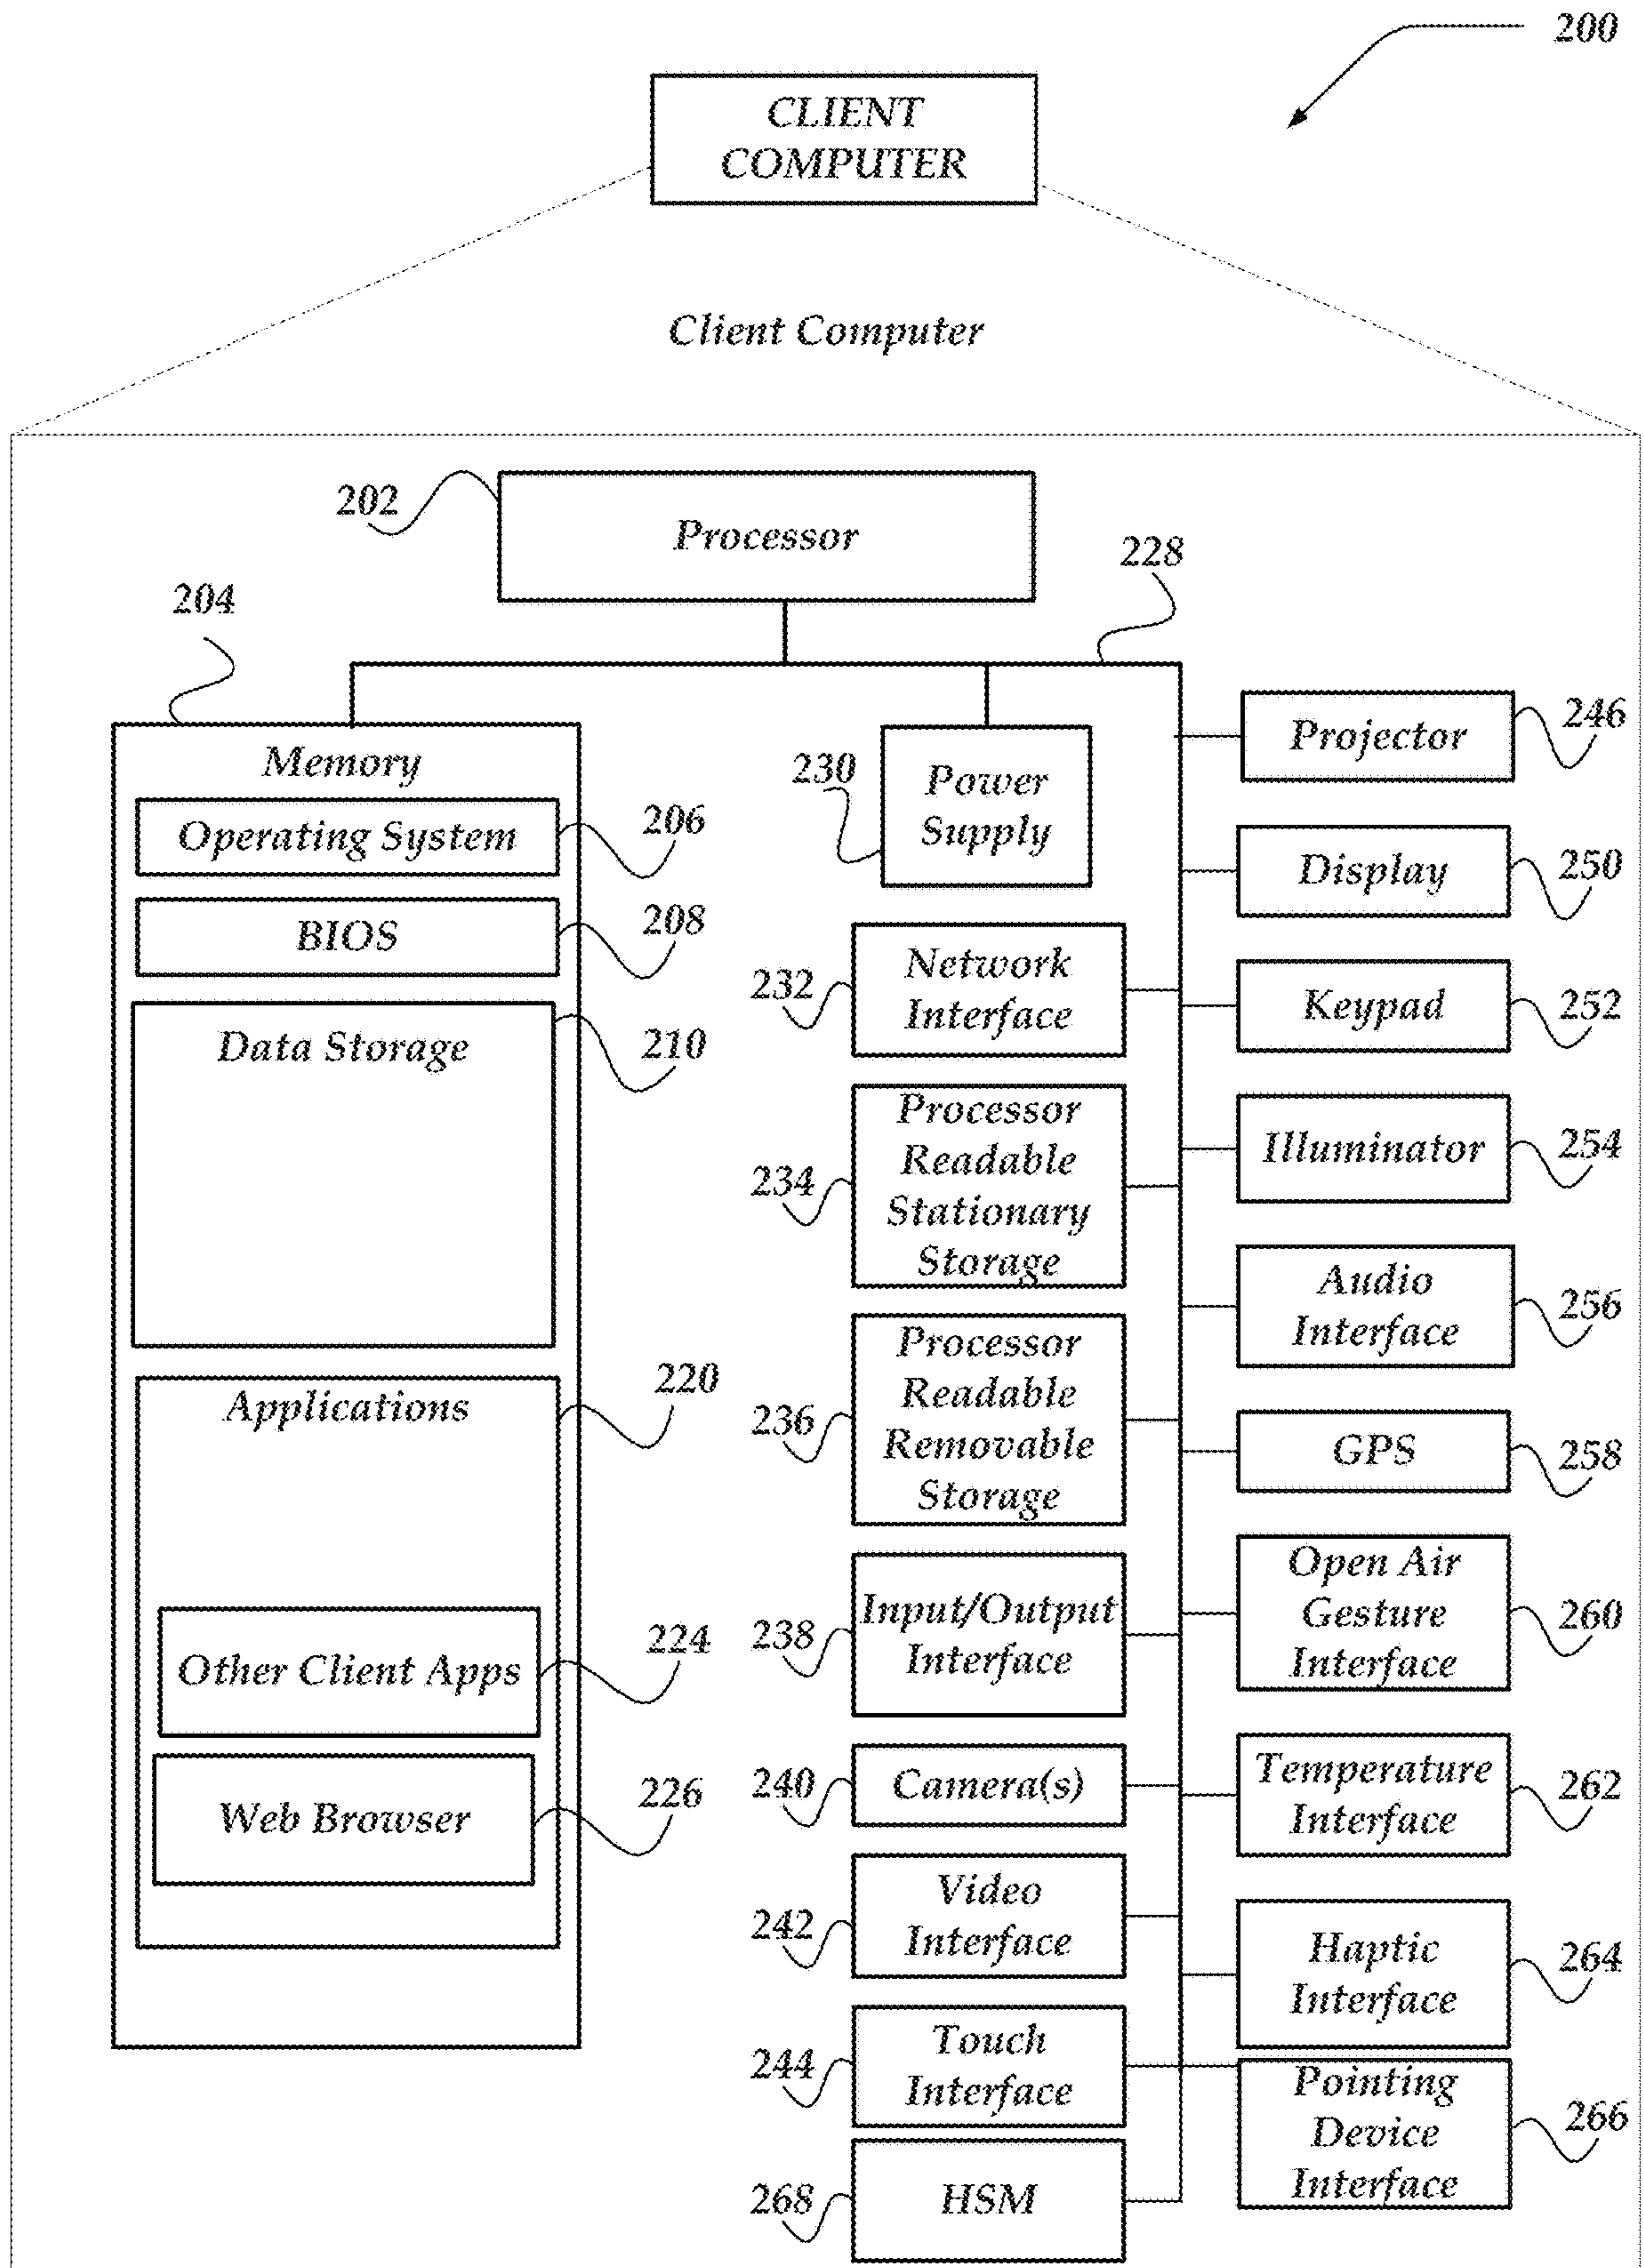 200
CLIENT
COMPUTER
Client Computer
202
Processor
228
204
Memory
Operating System
206
BIOS
208
Data Storage
210
Applications
220
Other Client Apps
224
Web Browser
226
230
Power
Supply
232
Network
Interface
234
Processor
Readable
Stationary
Storage
236
Processor
Readable
Removable
Storage
238
Input/Output
Interface
240
Camera(s)
242
Video
Interface
244
Touch
Interface
268
HSM
Projector
246
Display
250
Keypad
252
Illuminator
254
Audio
Interface
256
GPS
258
Open Air
Gesture
Interface
260
Temperature
Interface
262
Haptic
Interface
264
Pointing
Device
Interface
266